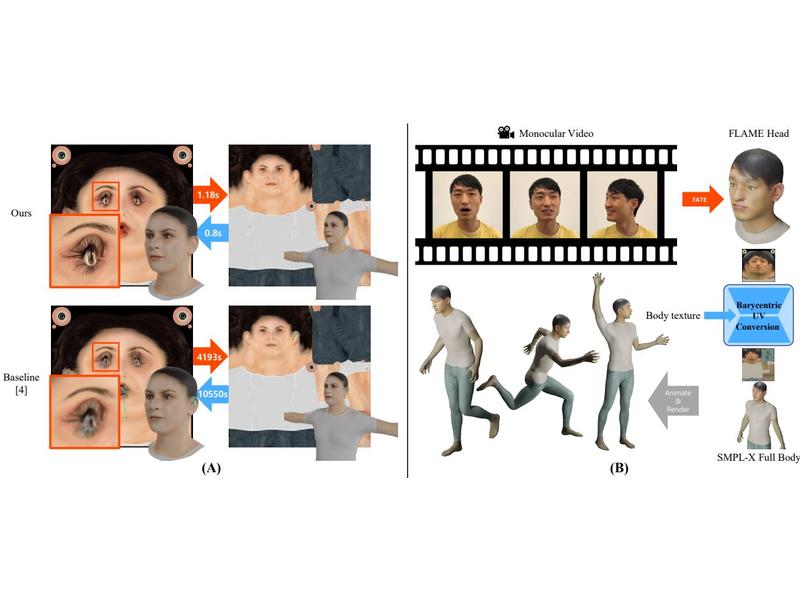 Ours
1.18s
0.8s
Baseline
[4]
4193s
10550s
(A)
Monocular Video
FLAME Head
FATE
Body texture
Barycentric
UV
Conversion
Animate
&
Render
SMPL-X Full Body
(B)